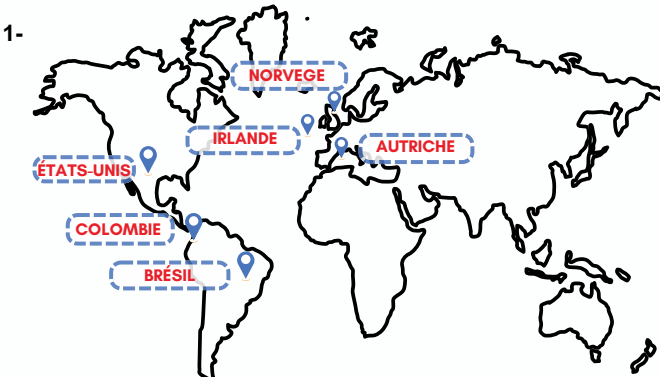 1-
NORVEGE
IRLANDE
AUTRICHE
ÉTATS-UNIS
COLOMBIE
BRÉSIL